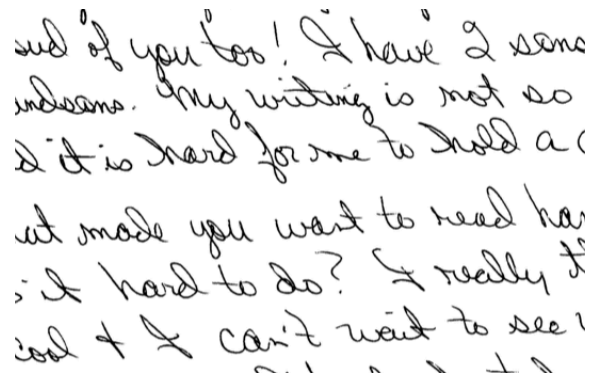 of you too! I have 2 sons
My writing is not so
it is hard for me to hold a
made you want to read
it hard to do? I really
+ I can't wait to see